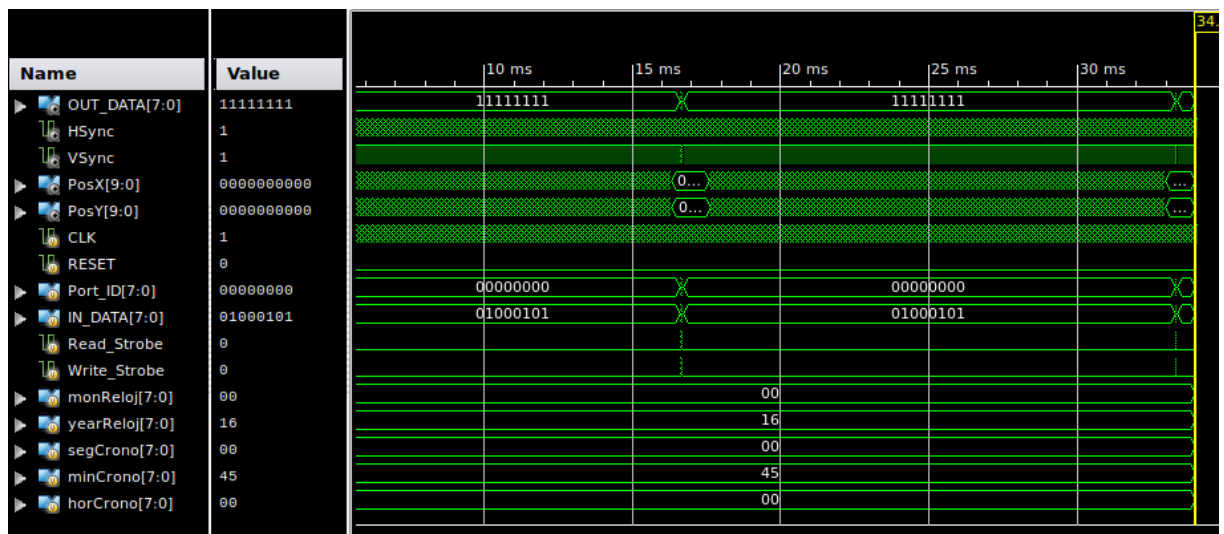 34.
Name Value 10 ms 15 ms 20 ms 25 ms 30 ms
OUT_DATA[7:0] 11111111 11111111 11111111
HSync 1
VSync 1
PosX[9:0] 0000000000 0... ...
PosY[9:0] 0000000000 0... ...
CLK 1
RESET 0
Port_ID[7:0] 00000000 00000000 00000000
IN_DATA[7:0] 01000101 01000101 01000101
Read_Strobe 0
Write_Strobe 0
monReloj[7:0] 00 00
yearReloj[7:0] 16 16
segCrono[7:0] 00 00
minCrono[7:0] 45 45
horCrono[7:0] 00 00